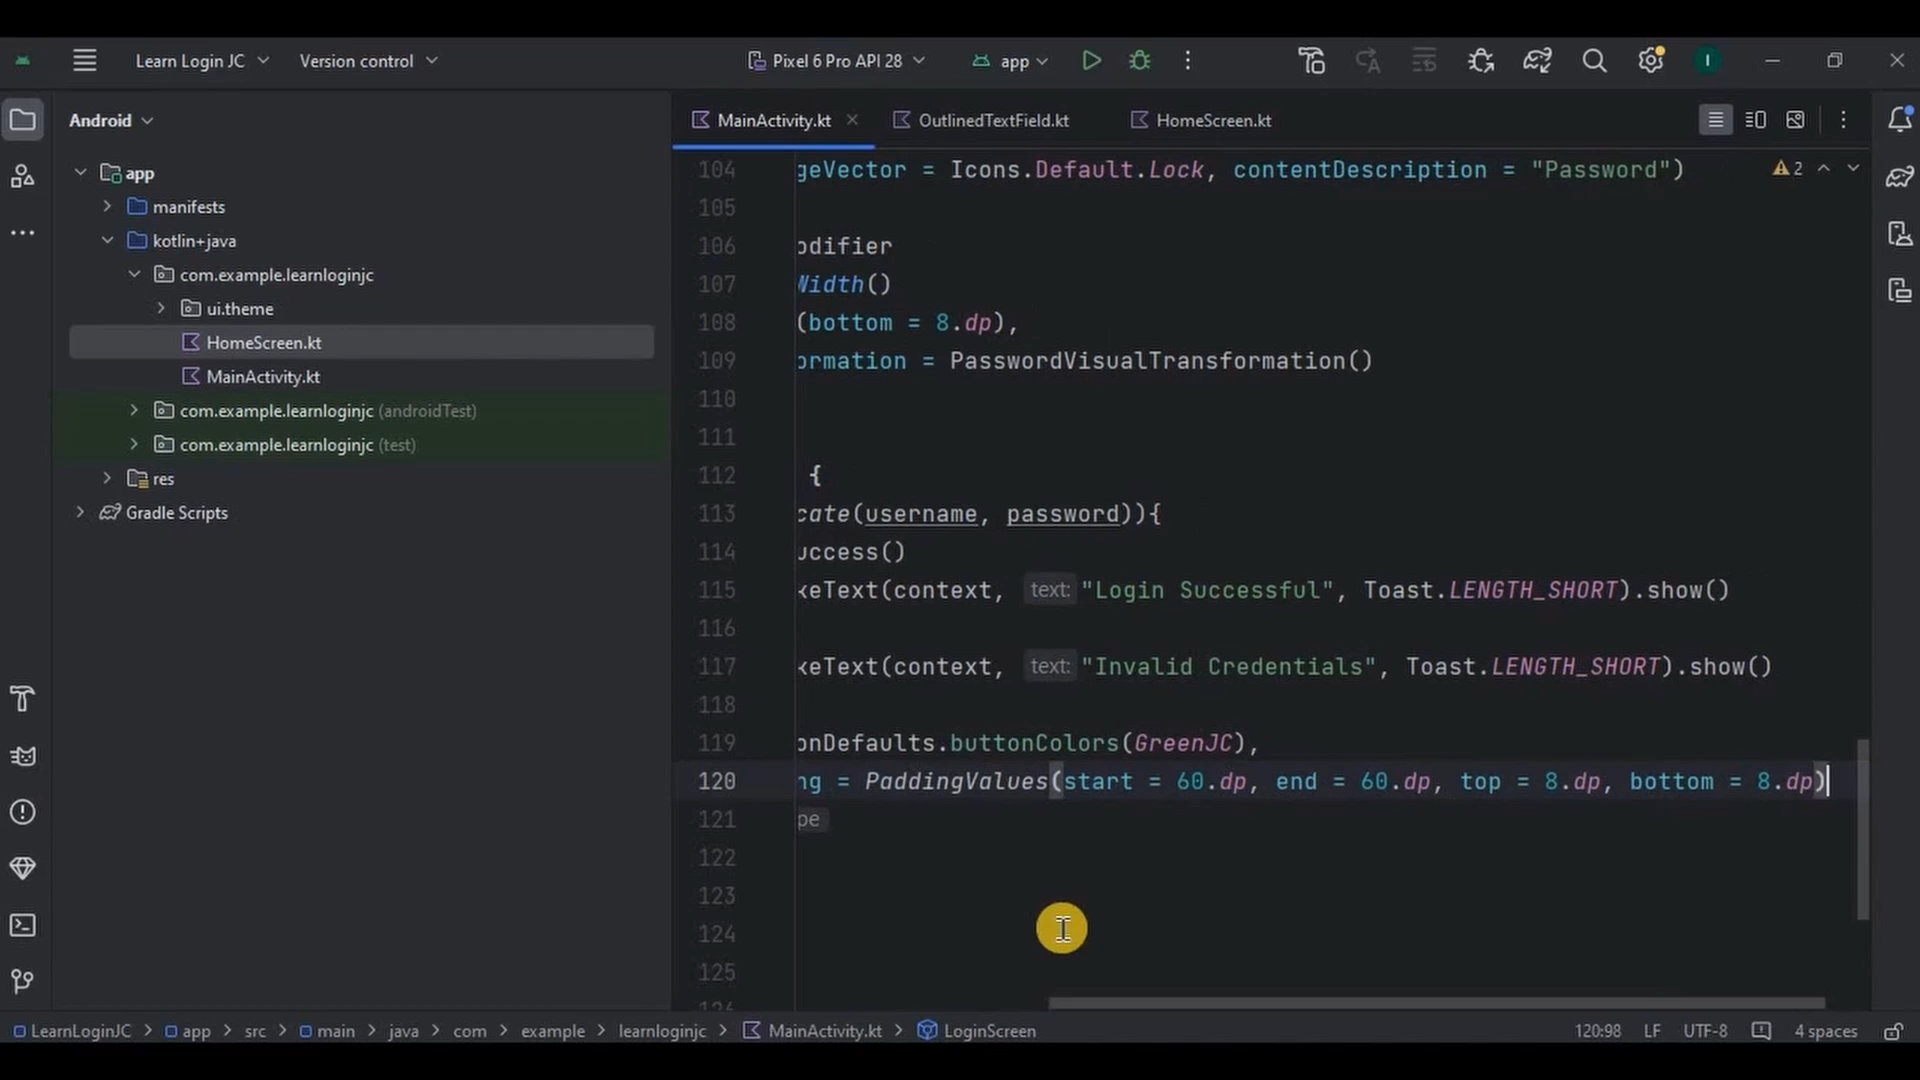 Learn Login JC
Version control
Pixel 6 Pro API 28
app
I
Android
MainActivity.kt
OutlinedTextField.kt
HomeScreen.kt
app
manifests
kotlin+java
com.example.learnloginjc
ui.theme
HomeScreen.kt
MainActivity.kt
com.example.learnloginjc (androidTest)
com.example.learnloginjc (test)
res
Gradle Scripts
104 geVector = Icons.Default.Lock, contentDescription = "Password")
2
105
106 odifier
107 Width()
108 (bottom = 8.dp),
109 ormation = PasswordVisualTransformation()
110
111
112 {
113 cate(username, password)){
114 uccess()
115 keText(context, text: "Login Successful", Toast.LENGTH_SHORT).show()
116
117 keText(context, text: "Invalid Credentials", Toast.LENGTH_SHORT).show()
118
119 onDefaults.buttonColors(GreenJC),
120 ng = PaddingValues(start = 60.dp, end = 60.dp, top = 8.dp, bottom = 8.dp)
121 pe
122
123
124
125
LearnLoginJC > app > src > main > java > com > example > learnloginjc > MainActivity.kt > LoginScreen
120:98 LF UTF-8 4 spaces